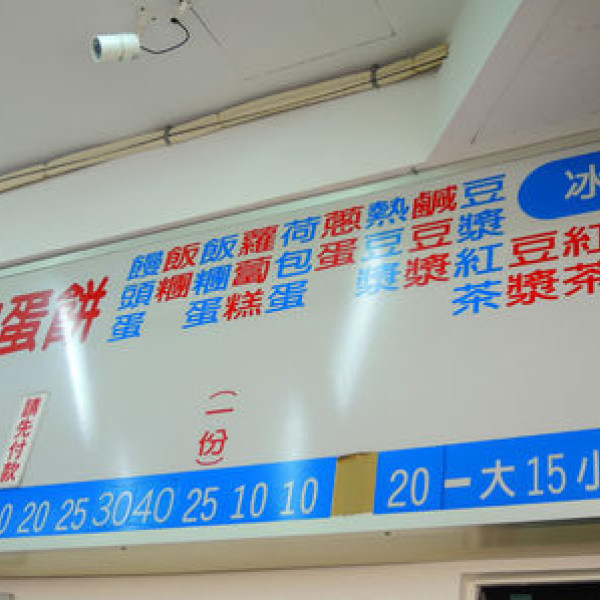 蛋餅
饅頭蛋
飯糰
飯糰蛋
蘿蔔糕
荷包蛋
蔥蛋
熱豆漿
鹹豆漿
豆漿紅茶
冰
豆漿
紅茶
請先付款
(一份)
20 25 30 40 25 10 10
20 一大 15 小